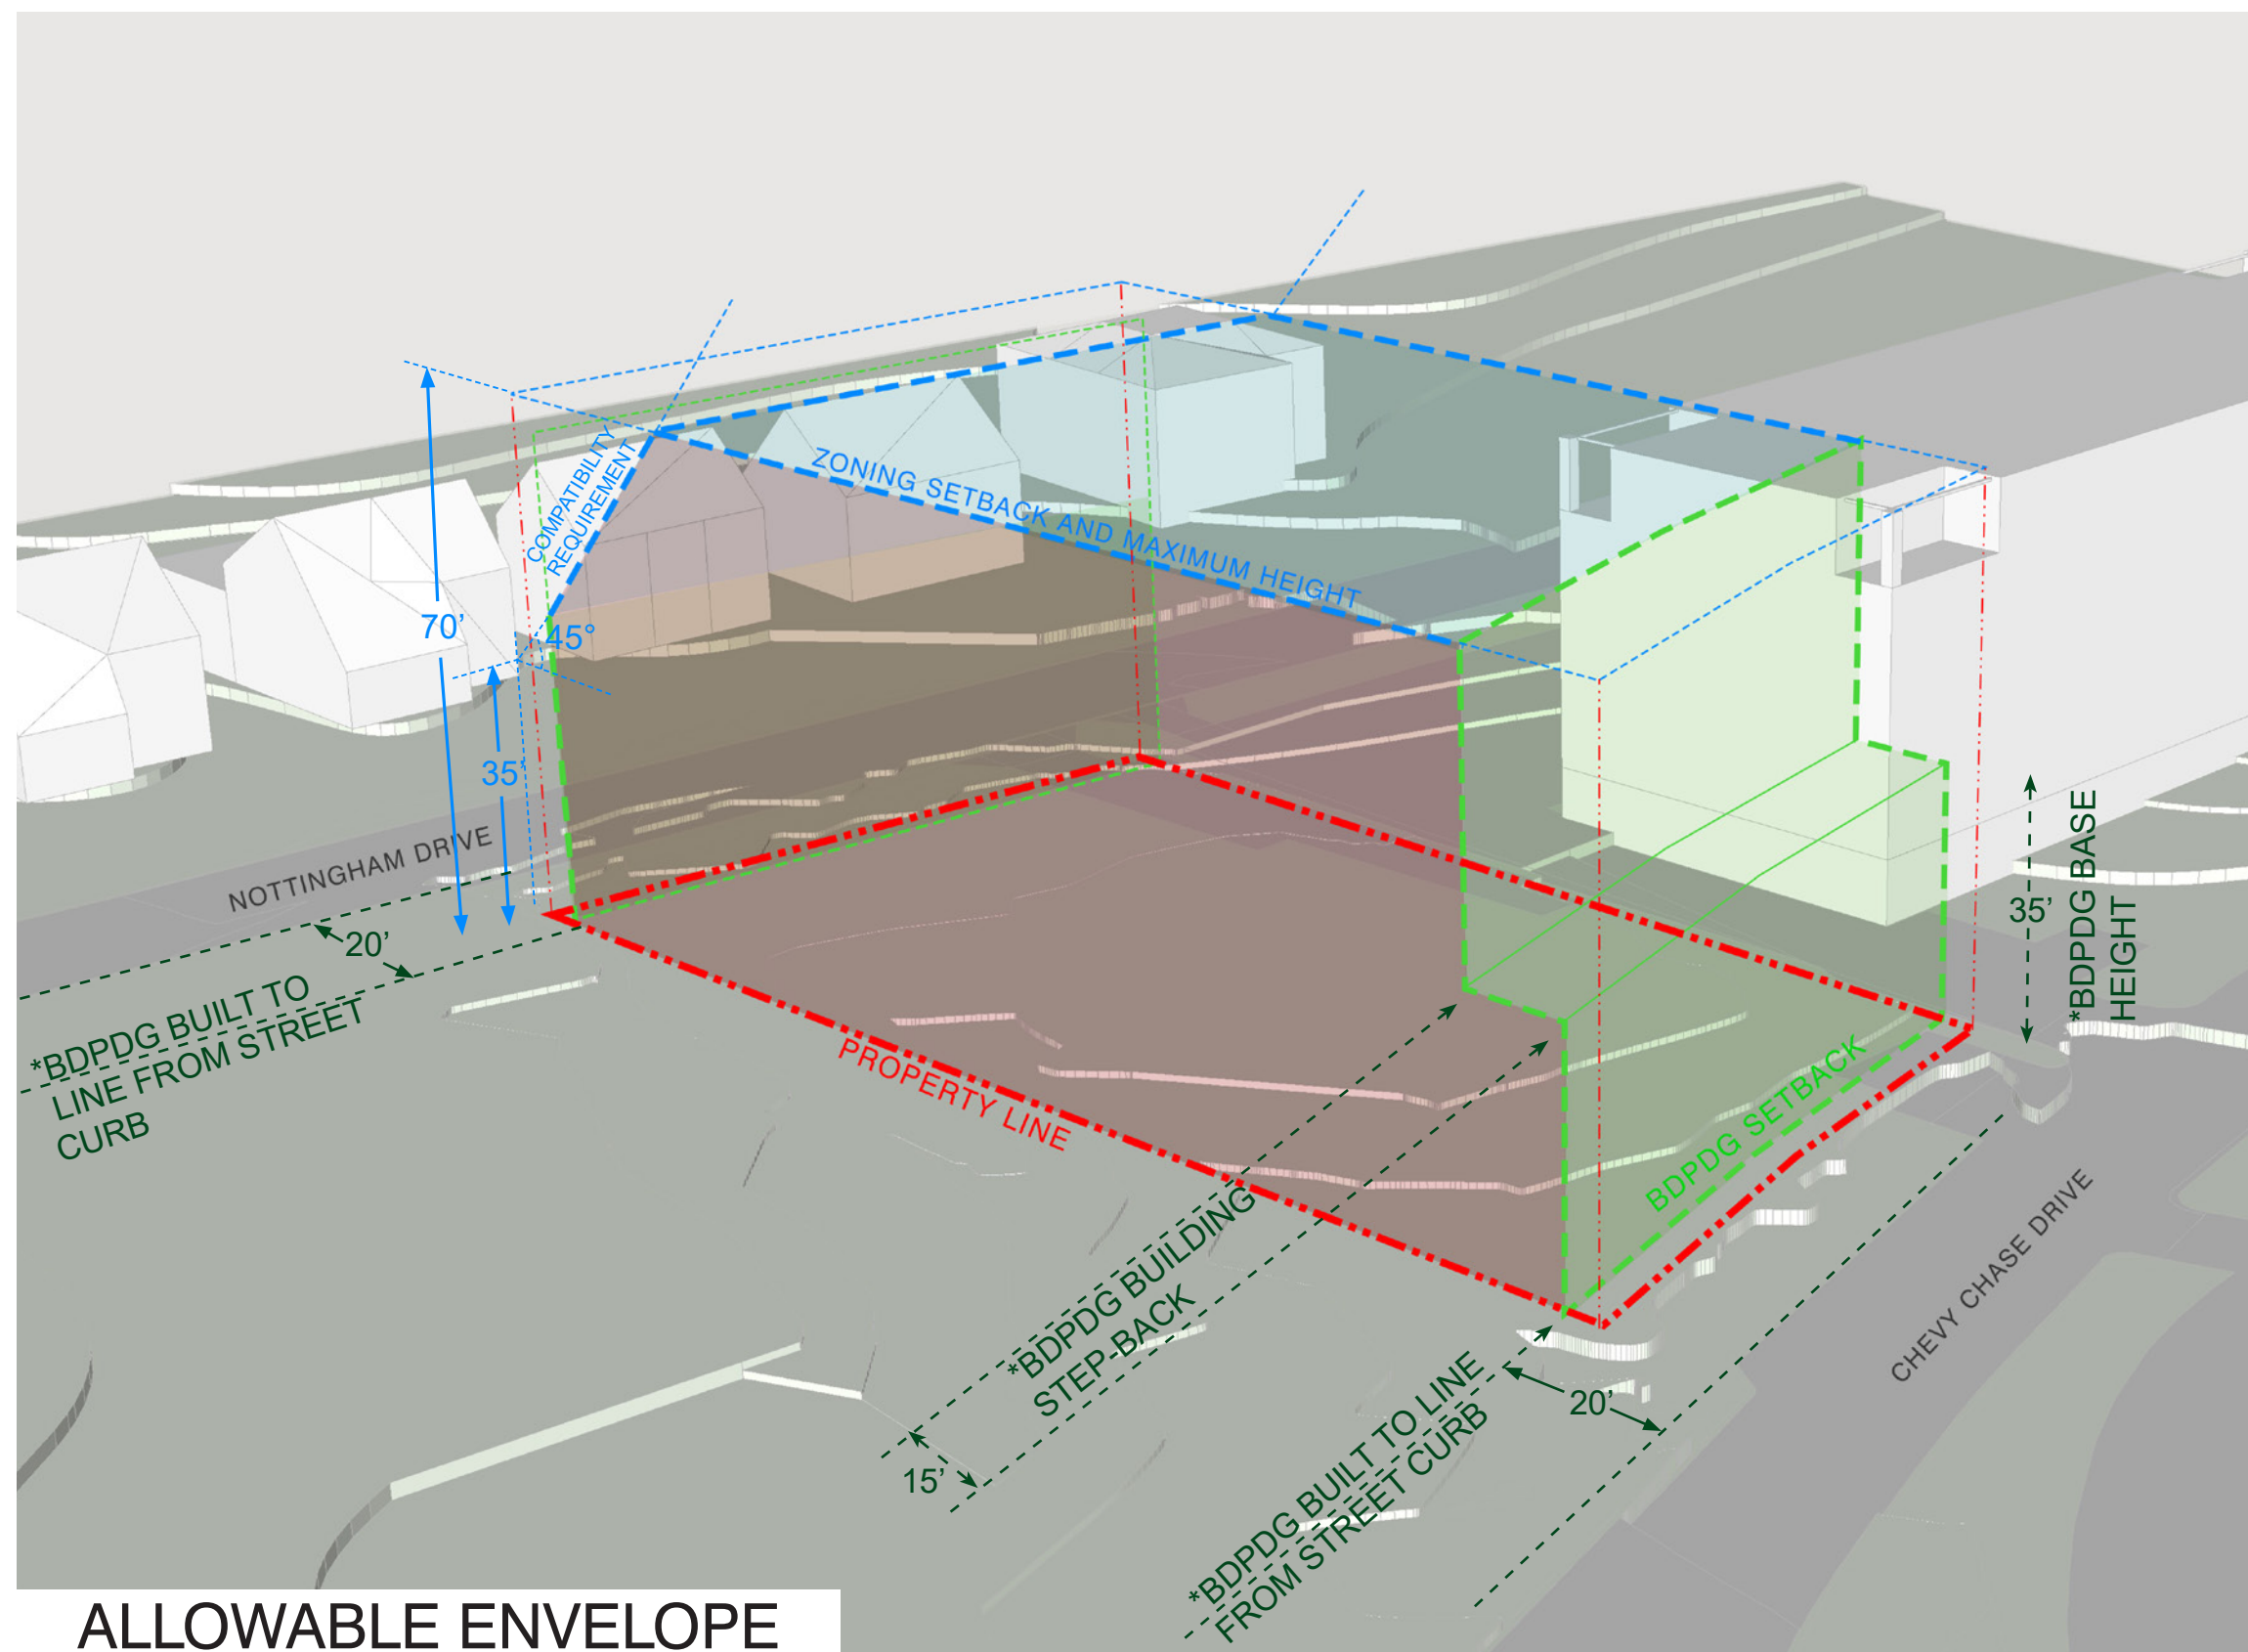 COMPATIBILITY
REQUIREMENT
ZONING SETBACK AND MAXIMUM HEIGHT
70’
45°
35’
NOTTINGHAM DRIVE
20’
*BDPDG BUILT TO
LINE FROM STREET
CURB
35’
*BDPDG BASE
HEIGHT
PROPERTY LINE
BDPDG SETBACK
*BDPDG BUILDING
STEP-BACK
15’
CHEVY CHASE DRIVE
20’
*BDPDG BUILT TO LINE
FROM STREET CURB
ALLOWABLE ENVELOPE